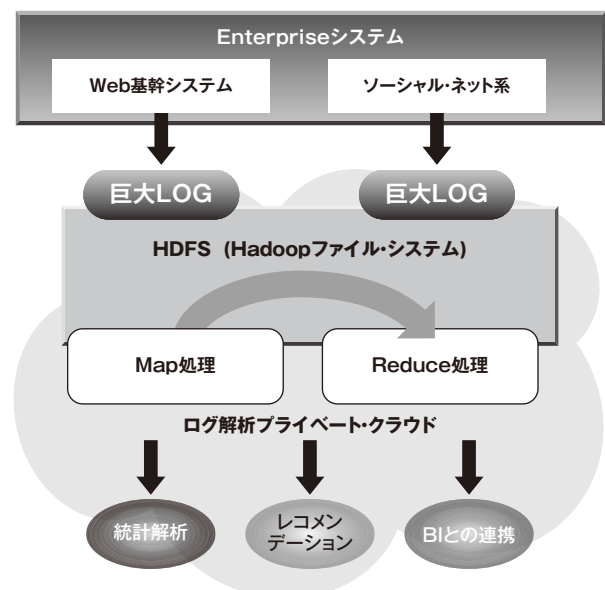 Enterpriseシステム
Web基幹システム
ソーシャル・ネット系
巨大LOG
巨大LOG
HDFS (Hadoopファイル・システム)
Map処理
Reduce処理
ログ解析プライベート・クラウド
統計解析
レコメン
デーション
BIとの連携